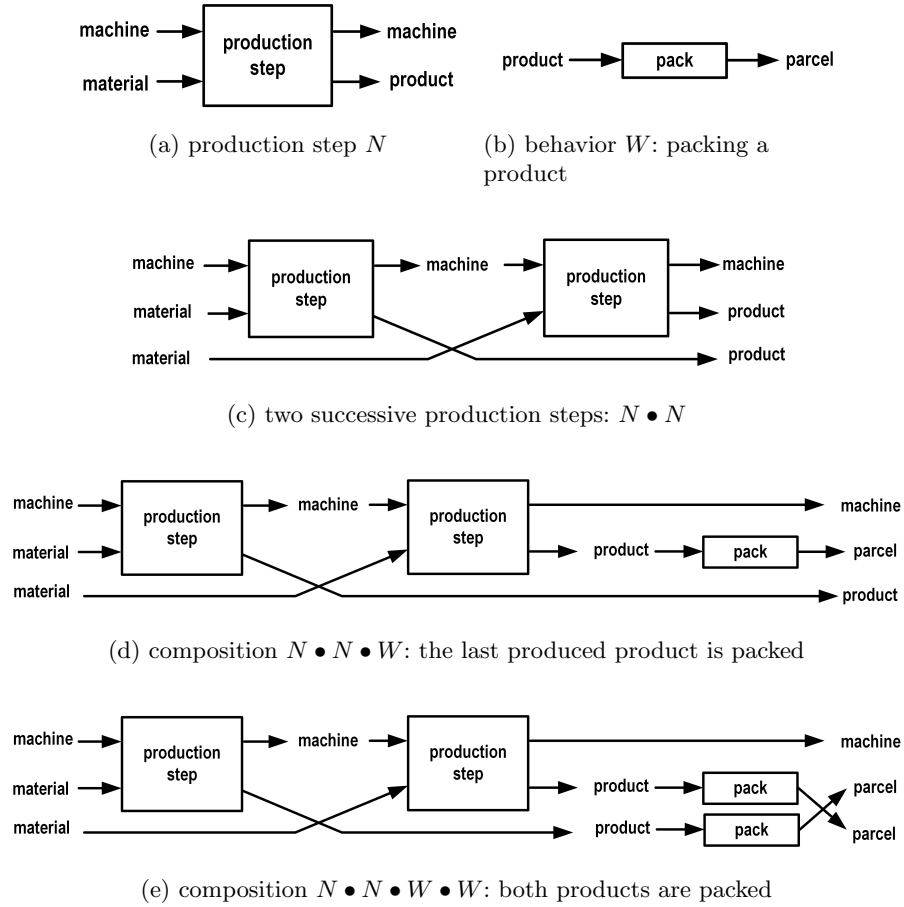 machine production step machine
material product
product pack parcel
(a) production step N
(b) behavior W: packing a
product
machine production step machine production step machine
material product
material product
(c) two successive production steps: N • N
machine production step machine production step machine
material product pack parcel
material product
(d) composition N • N • W: the last produced product is packed
machine production step machine production step machine
material product pack parcel
material product pack parcel
(e) composition N • N • W • W: both products are packed